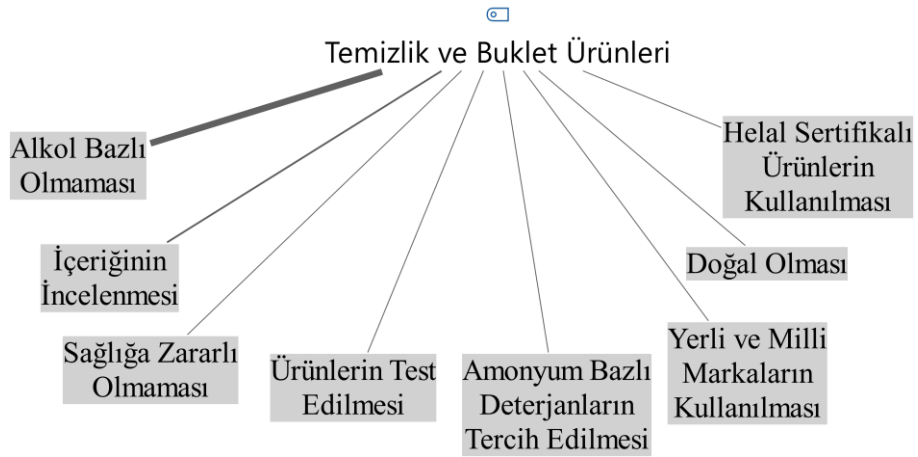 Temizlik ve Buklet Ürünleri
Alkol Bazlı
Olmaması
İçeriğinin
İncelenmesi
Sağlığa Zararlı
Olmaması
Ürünlerin Test
Edilmesi
Amonyum Bazlı
Deterjanların
Tercih Edilmesi
Yerli ve Milli
Markaların
Kullanılması
Doğal Olması
Helal Sertifikalı
Ürünlerin
Kullanılması